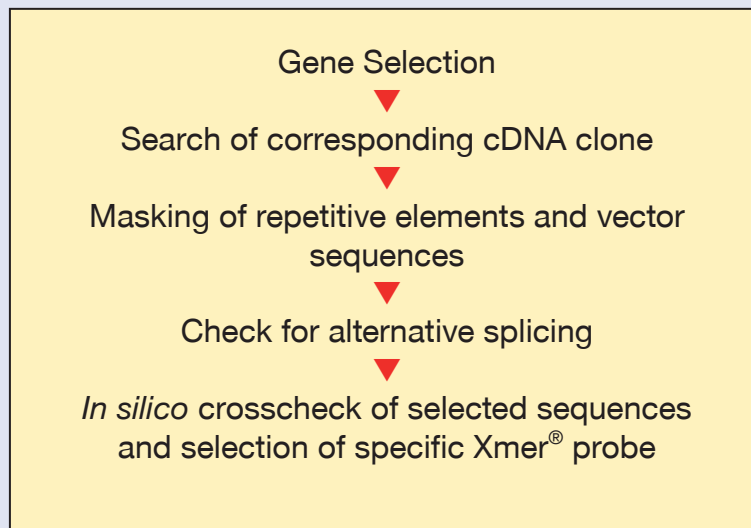 Gene Selection
Search of corresponding cDNA clone
Masking of repetitive elements and vector
sequences
Check for alternative splicing
In silico crosscheck of selected sequences
and selection of specific Xmer® probe